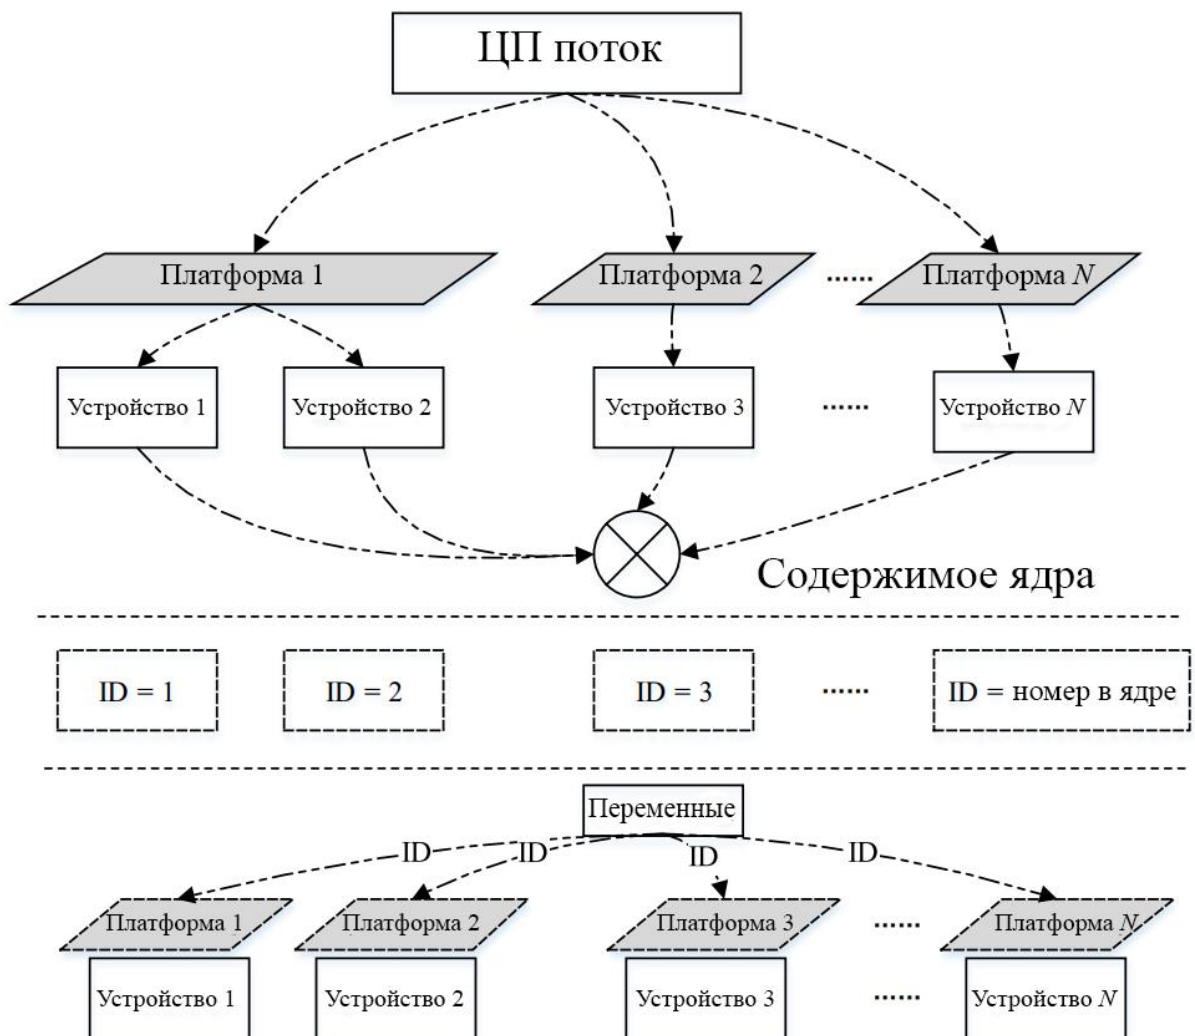 ЦП поток
Платформа 1
Платформа 2
......
Платформа N
Устройство 1
Устройство 2
Устройство 3
......
Устройство N
Содержимое ядра
ID = 1
ID = 2
ID = 3
......
ID = номер в ядре
Переменные
ID
ID
ID
ID
Платформа 1
Платформа 2
Платформа 3
......
Платформа N
Устройство 1
Устройство 2
Устройство 3
......
Устройство N